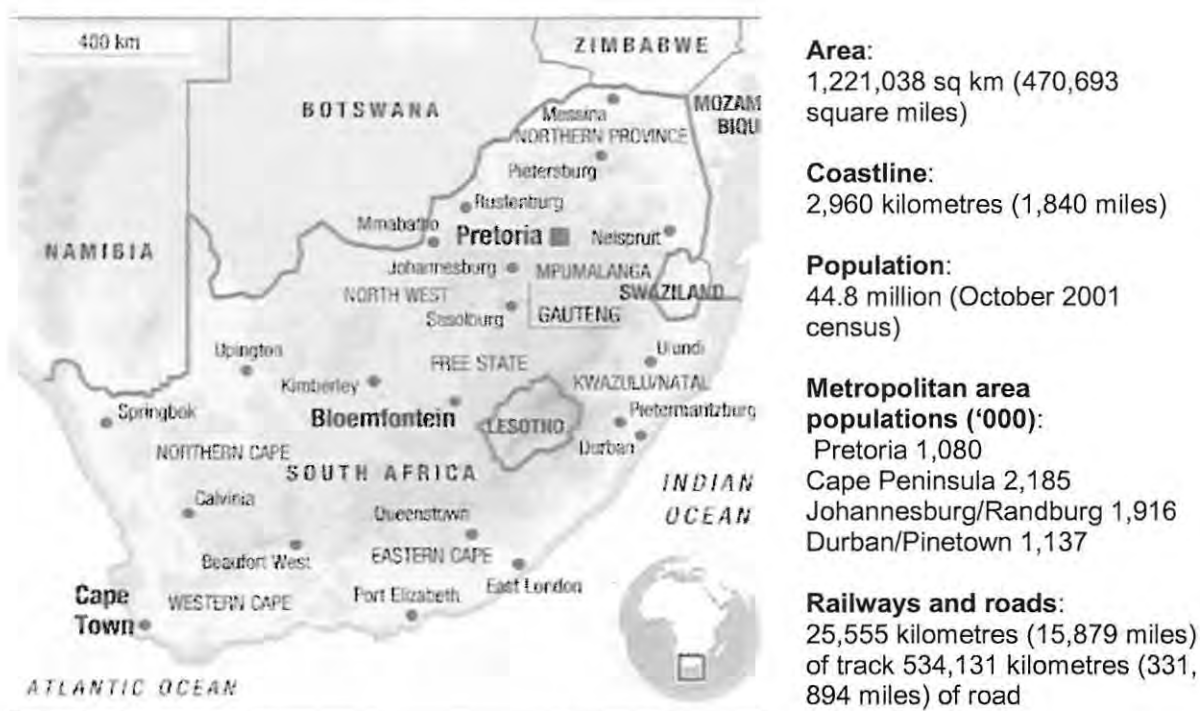 400 km
ZIMBABWE
BOTSWANA
MOZAM
BIQU
Messina
NORTHERN PROVINCE
Pietersburg
Rustenburg
Mmabatho
Pretoria
Nelspruit
NAMIBIA
Johannesburg
MPUMALANGA
NORTH WEST
SWAZILAND
Sasolburg
GAUTENG
Upington
FREE STATE
Ulundi
Kimberley
KWAZULU/NATAL
Springbok
Bloemfontein
LESOTHO
Pietermaritzburg
Durban
NORTHERN CAPE
SOUTH AFRICA
INDIAN
OCEAN
Calvinia
Queenstown
Beaufort West
EASTERN CAPE
East London
Cape
Town
WESTERN CAPE
Port Elizabeth
ATLANTIC OCEAN
Area:
1,221,038 sq km (470,693
square miles)
Coastline:
2,960 kilometres (1,840 miles)
Population:
44.8 million (October 2001
census)
Metropolitan area
populations (‘000):
Pretoria 1,080
Cape Peninsula 2,185
Johannesburg/Randburg 1,916
Durban/Pinetown 1,137
Railways and roads:
25,555 kilometres (15,879 miles)
of track 534,131 kilometres (331,
894 miles) of road